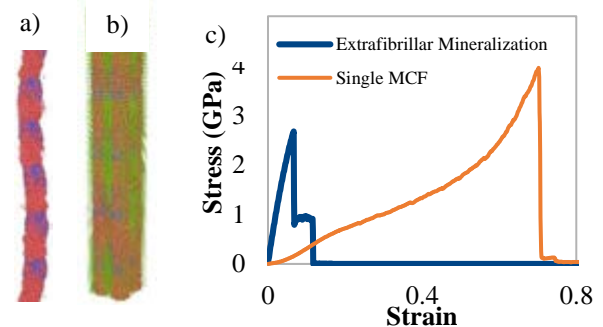 a)
b)
c)
Extrafibrillar Mineralization
Single MCF
Stress (GPa)
4
3
2
1
0
0
0.4
0.8
Strain